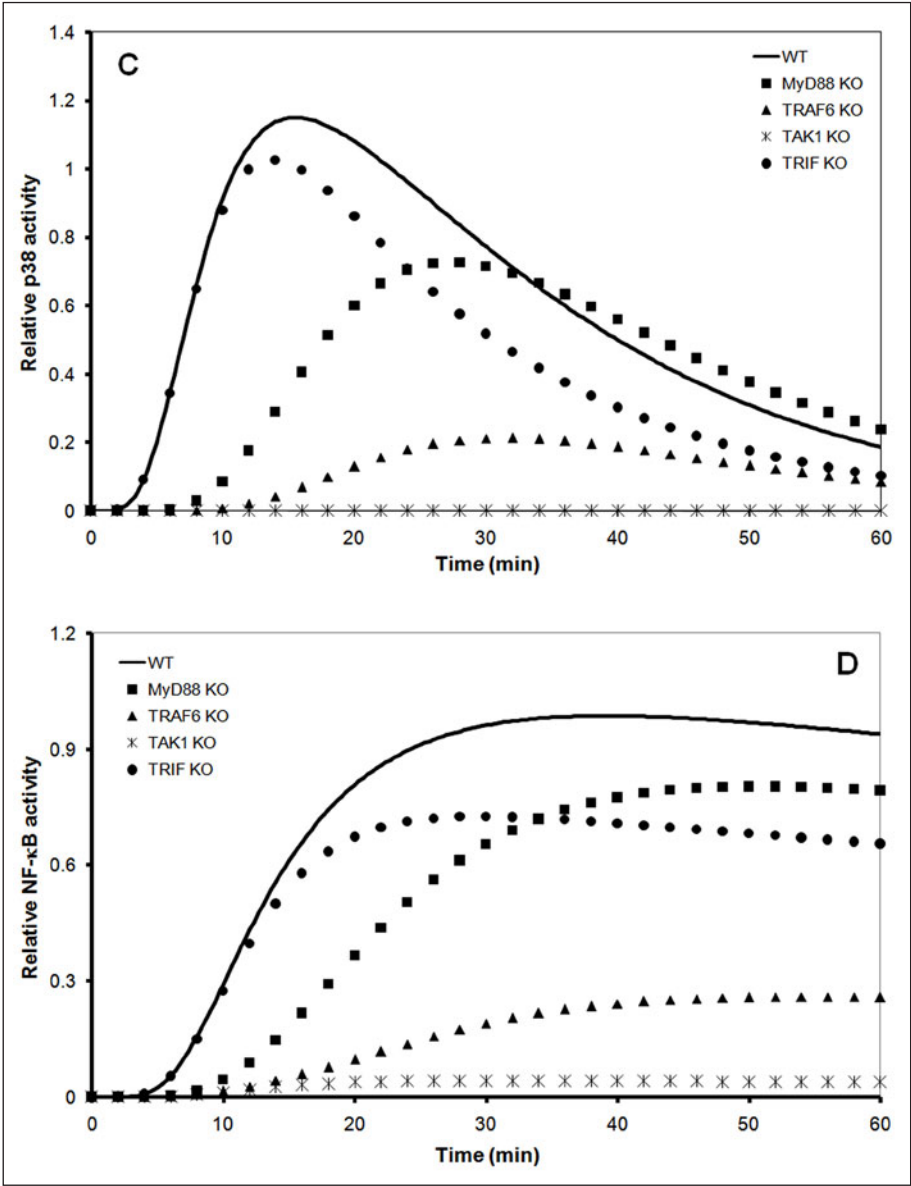 C
1.4
1.2
1
0.8
0.6
0.4
0.2
0
Relative p38 activity
WT
MyD88 KO
TRAF6 KO
TAK1 KO
TRIF KO
0 10 20 30 40 50 60
Time (min)
D
1.2
0.9
0.6
0.3
0
Relative NF-κB activity
WT
MyD88 KO
TRAF6 KO
TAK1 KO
TRIF KO
0 10 20 30 40 50 60
Time (min)